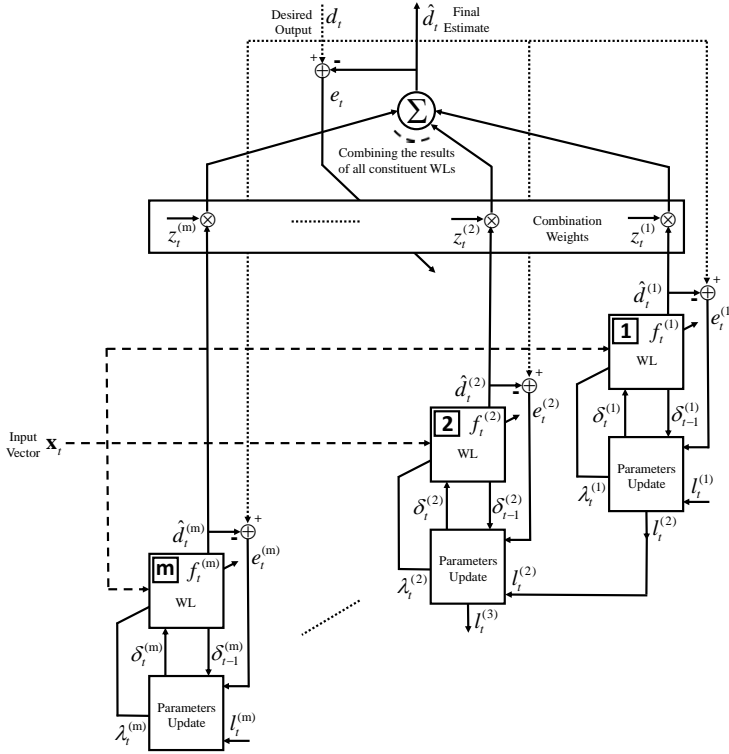 Desired
Output
d_t
\hat{d}_t
Final
Estimate
+
-
e_t
Σ
Combining the results
of all constituent WLs
z_t^{(m)}
..............
z_t^{(2)}
Combination
Weights
z_t^{(1)}
\hat{d}_t^{(1)}
+
-
e_t^{(1)}
1
f_t^{(1)}
WL
δ_t^{(1)}
δ_{t-1}^{(1)}
Parameters
Update
λ_t^{(1)}
l_t^{(1)}
l_t^{(2)}
\hat{d}_t^{(2)}
+
-
e_t^{(2)}
2
f_t^{(2)}
WL
δ_t^{(2)}
δ_{t-1}^{(2)}
Parameters
Update
λ_t^{(2)}
l_t^{(2)}
l_t^{(3)}
Input
Vector
x_t
\hat{d}_t^{(m)}
+
-
e_t^{(m)}
m
f_t^{(m)}
WL
δ_t^{(m)}
δ_{t-1}^{(m)}
Parameters
Update
λ_t^{(m)}
l_t^{(m)}